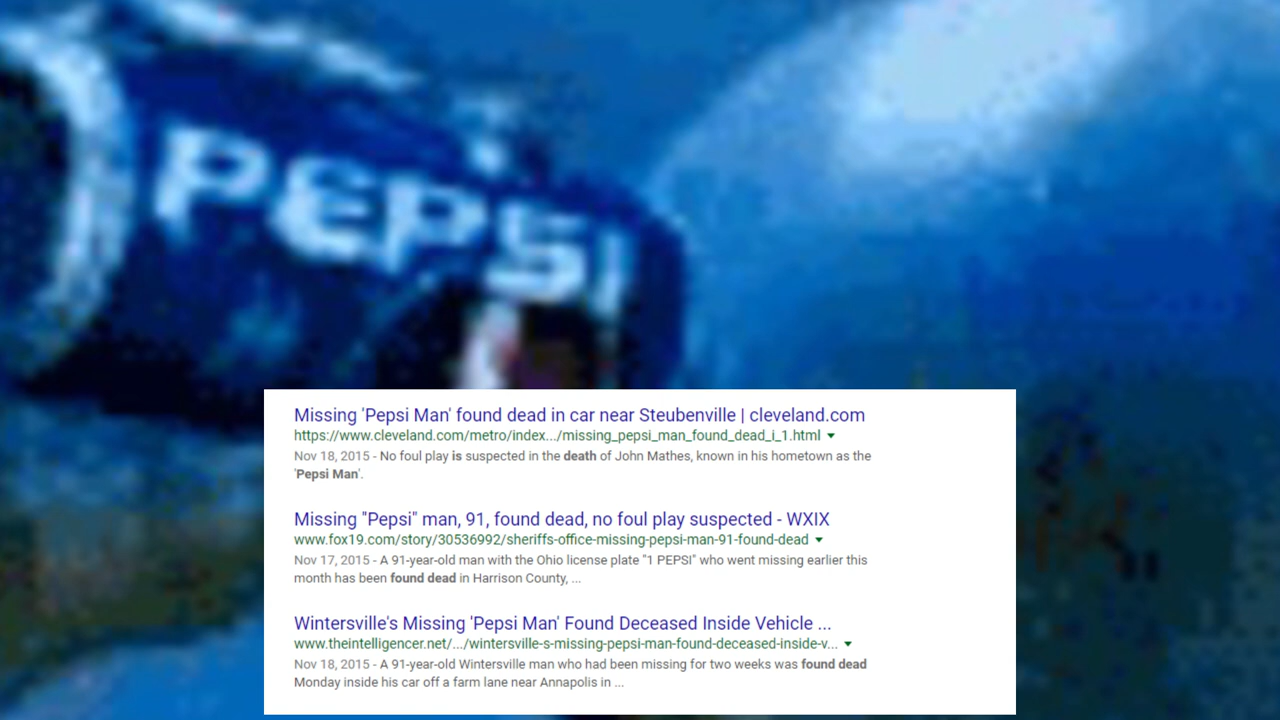 PEPSI
Missing 'Pepsi Man' found dead in car near Steubenville | cleveland.com
https://www.cleveland.com/metro/index.../missing_pepsi_man_found_dead_i_1.html
Nov 18, 2015 - No foul play is suspected in the death of John Mathes, known in his hometown as the
'Pepsi Man'.
Missing "Pepsi" man, 91, found dead, no foul play suspected - WXIX
www.fox19.com/story/30536992/sheriffs-office-missing-pepsi-man-91-found-dead
Nov 17, 2015 - A 91-year-old man with the Ohio license plate "1 PEPSI" who went missing earlier this
month has been found dead in Harrison County, ...
Wintersville's Missing 'Pepsi Man' Found Deceased Inside Vehicle ...
www.theintelligencer.net/.../wintersville-s-missing-pepsi-man-found-deceased-inside-v...
Nov 18, 2015 - A 91-year-old Wintersville man who had been missing for two weeks was found dead
Monday inside his car off a farm lane near Annapolis in ...